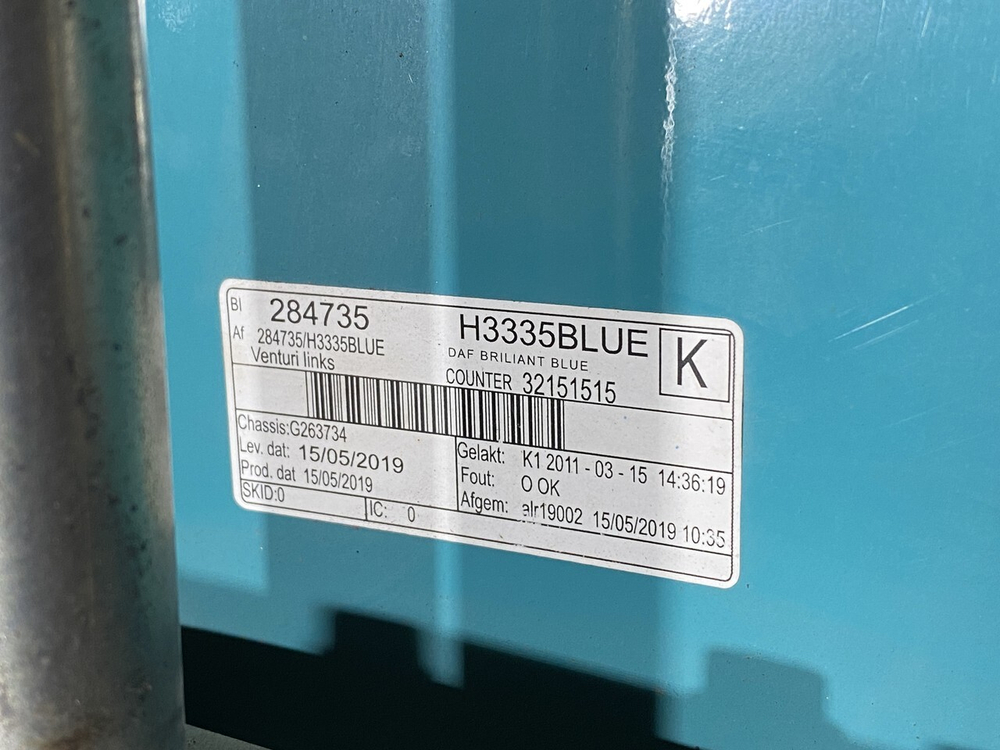 Bl 284735
H3335BLUE
K
Af 284735/H3335BLUE
DAF BRILIANT BLUE
Venturi links
COUNTER 32151515
Chassis:G263734
Lev. dat: 15/05/2019
Prod. dat 15/05/2019
SKID:0
IC: 0
Gelakt: K1 2011 - 03 - 15 14:36:19
Fout: O OK
Afgem: alr19002 15/05/2019 10:35